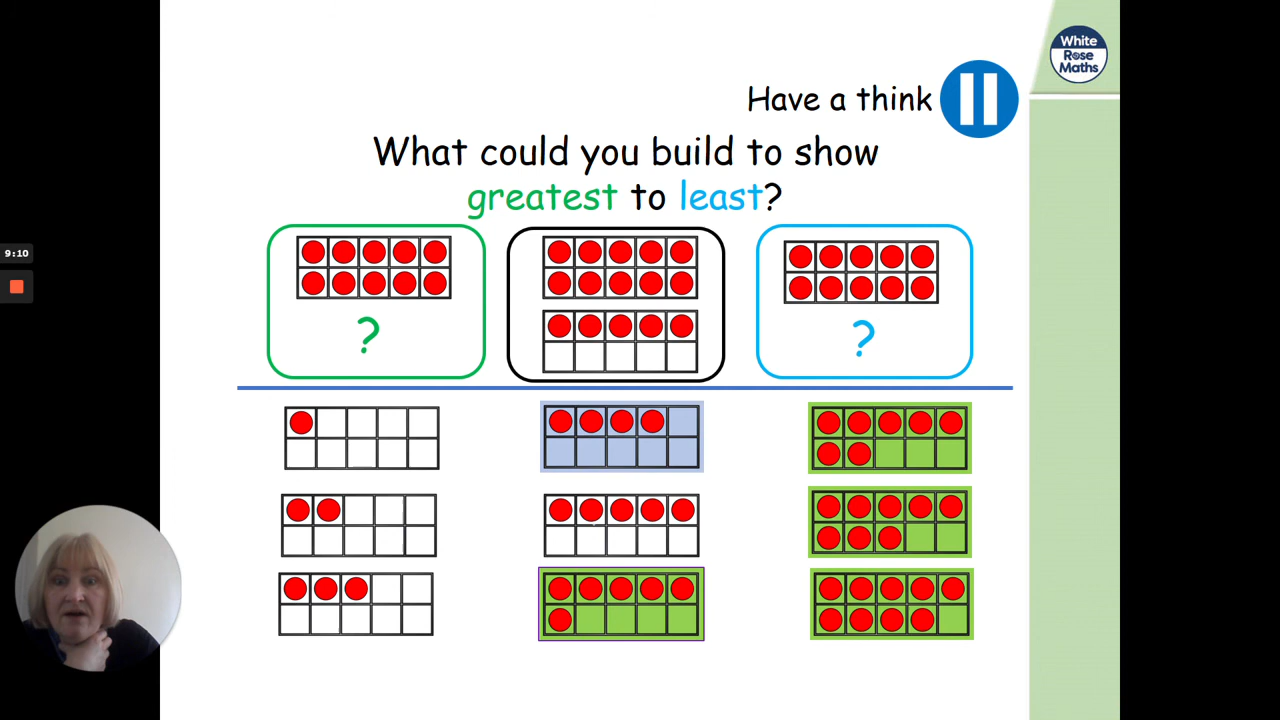 White
Rose
Maths
Have a think
What could you build to show
greatest to least?
? ?
9:10